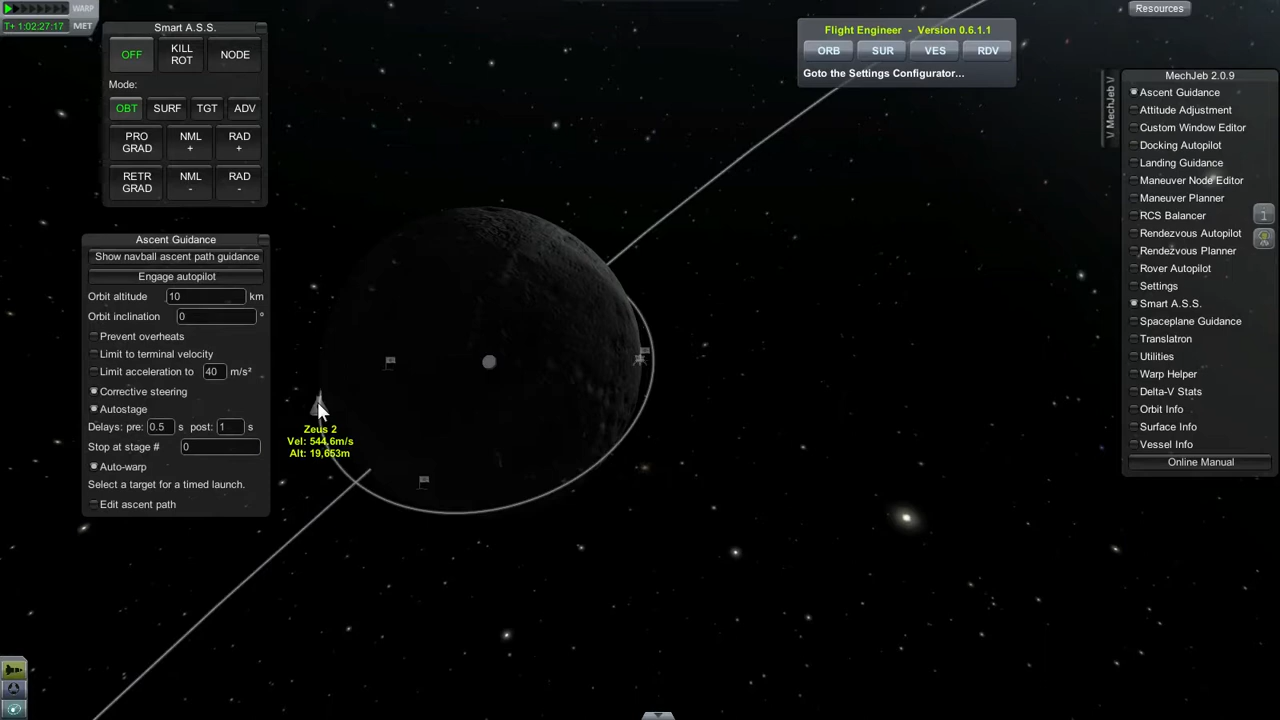 WARP
T+ 1:02:27:17 MET
Smart A.S.S.
OFF
KILL
ROT
NODE
Mode:
OBT SURF TGT ADV
PRO
GRAD
NML
+
RAD
+
RETR
GRAD
NML
-
RAD
-
Ascent Guidance
Show navball ascent path guidance
Engage autopilot
Orbit altitude 10 km
Orbit inclination 0 º
Prevent overheats
Limit to terminal velocity
Limit acceleration to 40 m/s²
Corrective steering
Autostage
Delays: pre: 0.5 s post: 1 s
Stop at stage # 0
Auto-warp
Select a target for a timed launch.
Edit ascent path
Zeus 2
Vel: 544.6m/s
Alt: 19,653m
Flight Engineer - Version 0.6.1.1
ORB SUR VES RDV
Goto the Settings Configurator...
Resources
V MechJeb V
MechJeb 2.0.9
Ascent Guidance
Attitude Adjustment
Custom Window Editor
Docking Autopilot
Landing Guidance
Maneuver Node Editor
Maneuver Planner
RCS Balancer
Rendezvous Autopilot
Rendezvous Planner
Rover Autopilot
Settings
Smart A.S.S.
Spaceplane Guidance
Translatron
Utilities
Warp Helper
Delta-V Stats
Orbit Info
Surface Info
Vessel Info
Online Manual
1